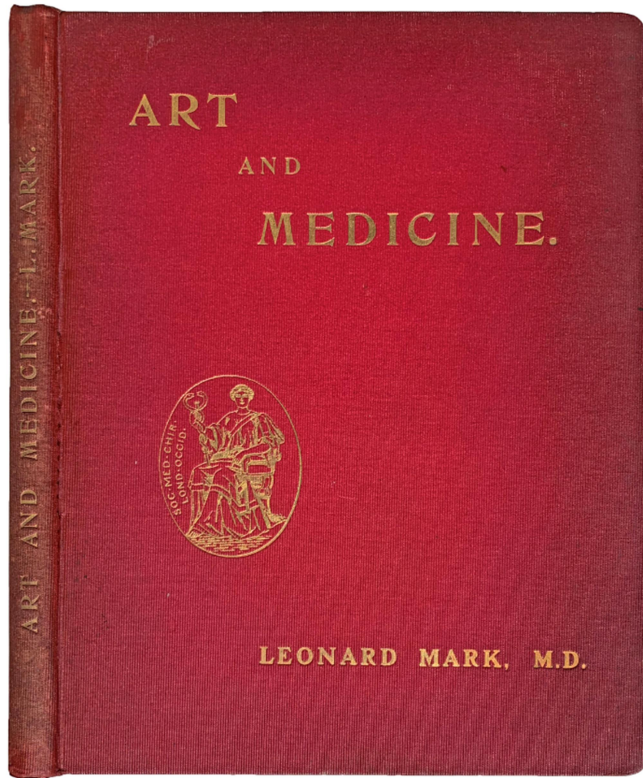 ART
AND
MEDICINE.
SOC·MED·CHIR.
LOND·OCCID.
LEONARD MARK, M.D.
ART AND MEDICINE.–L. MARK.